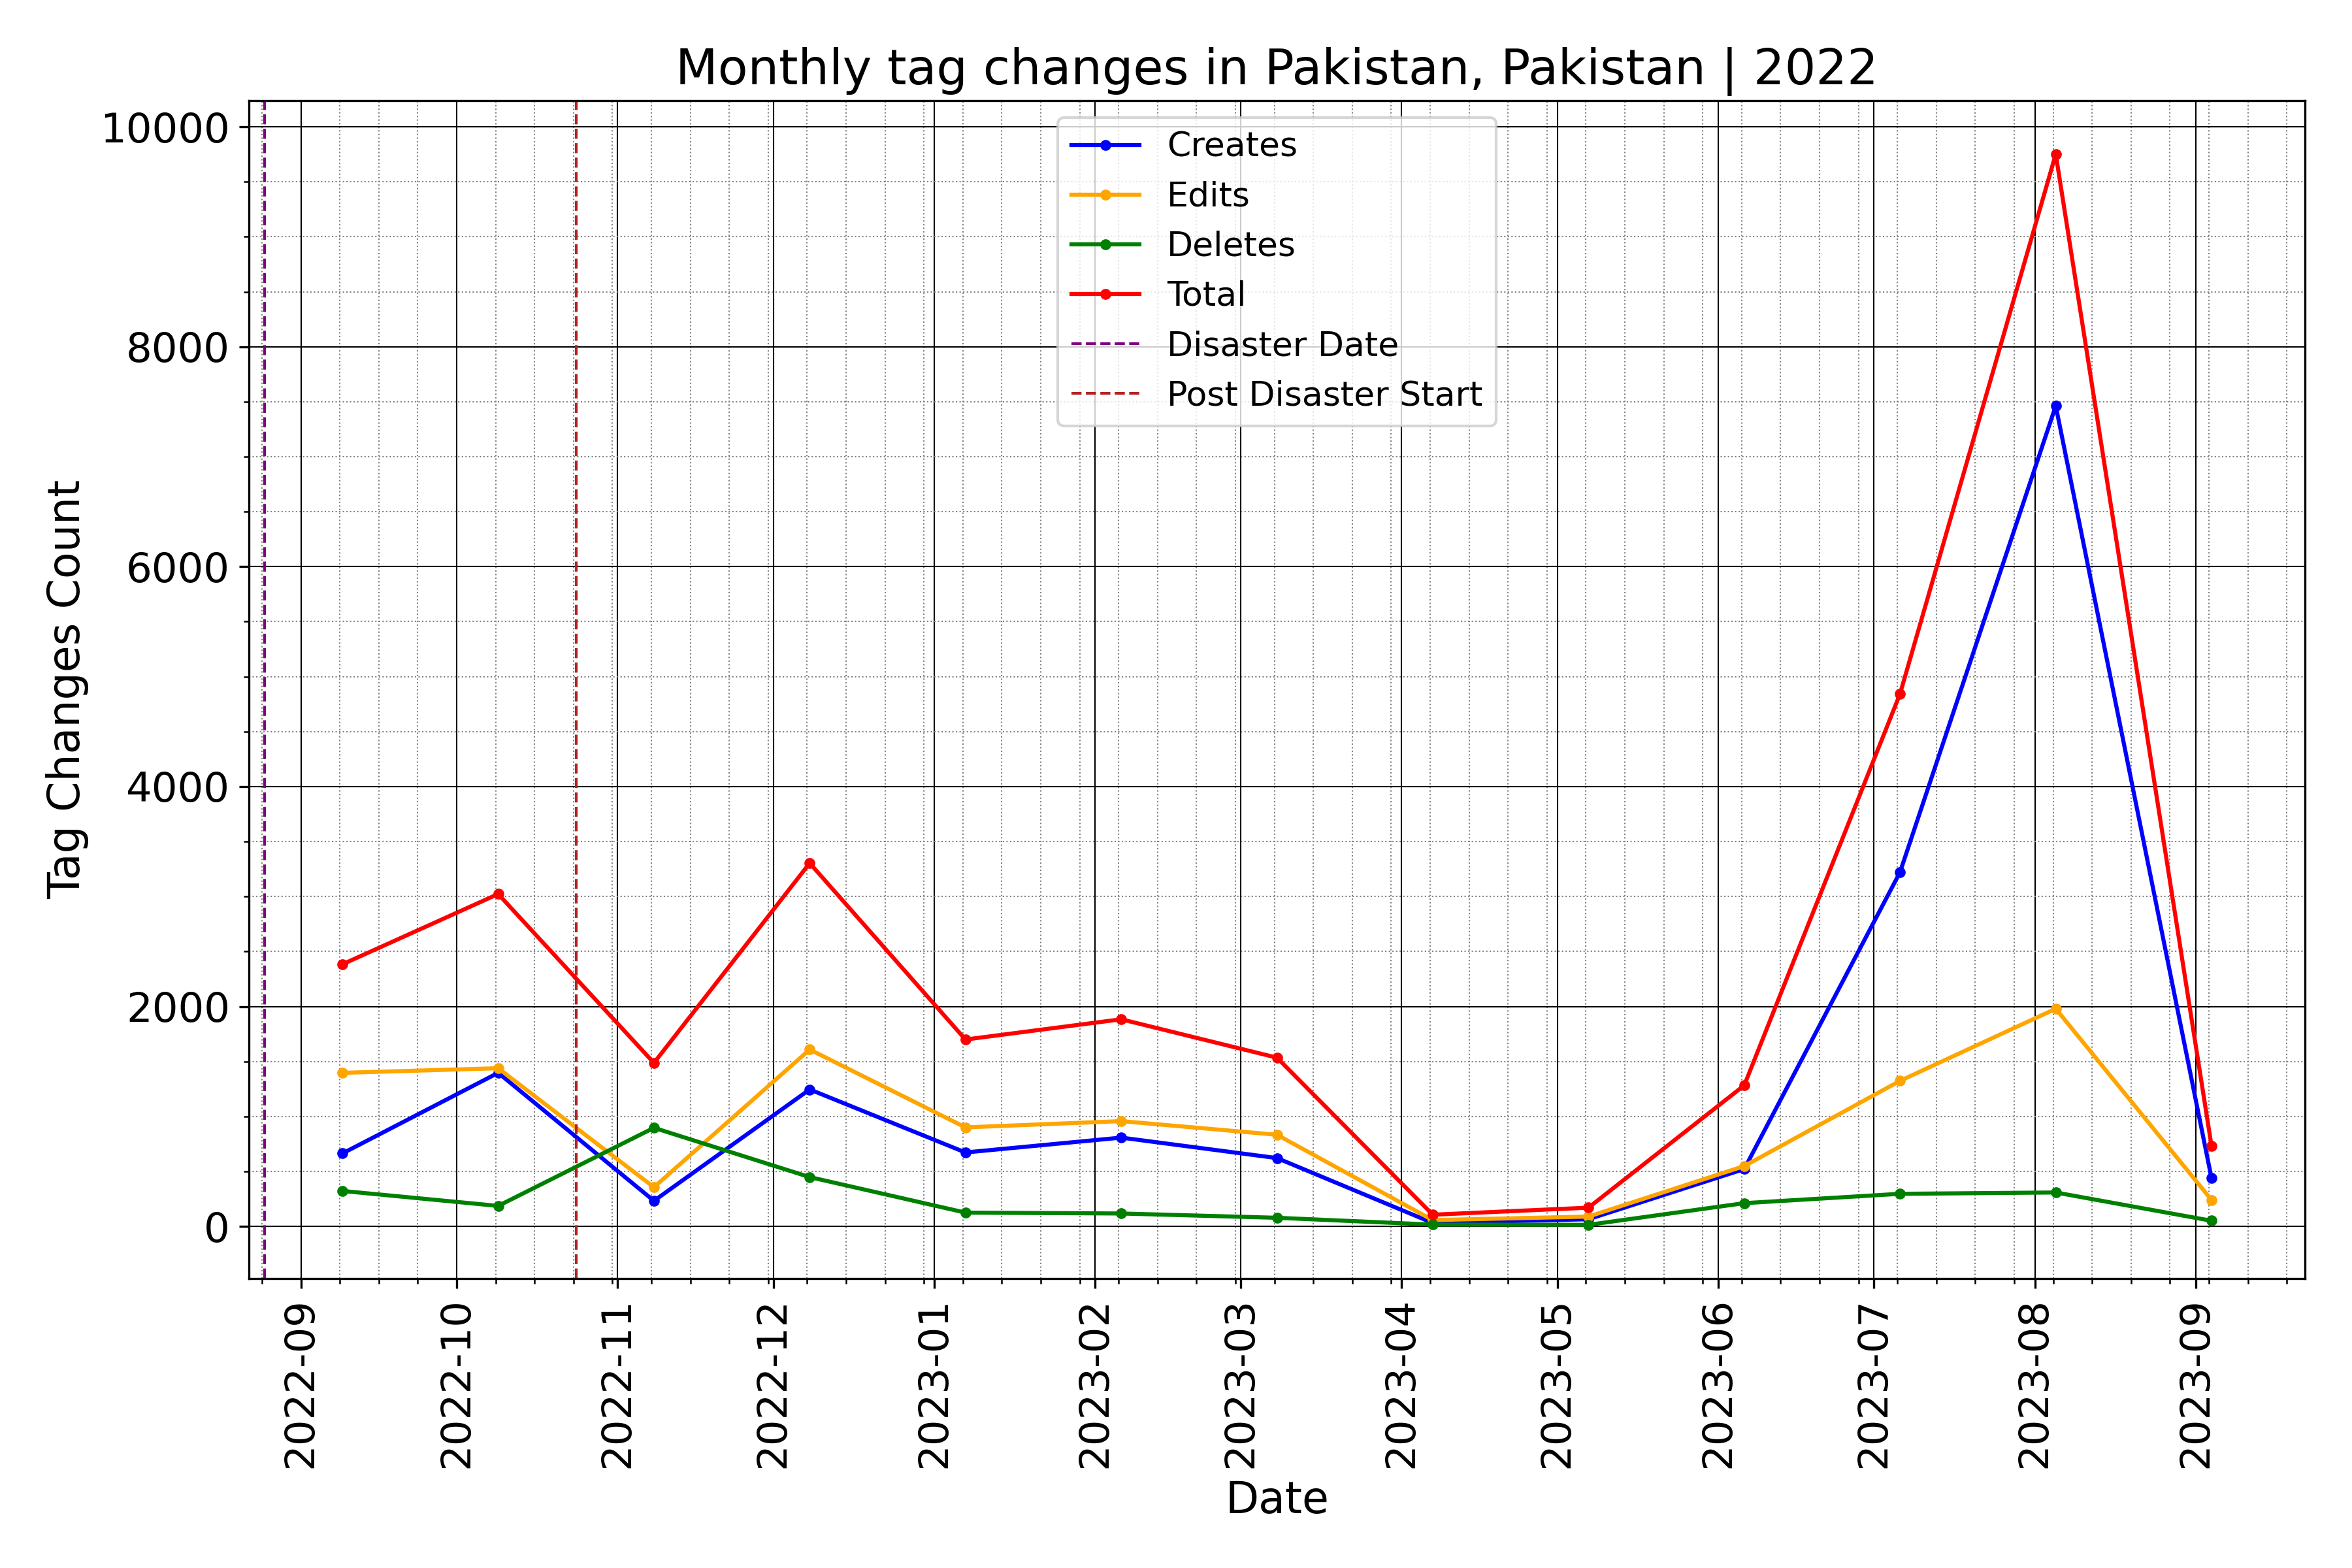 Monthly tag changes in Pakistan, Pakistan | 2022
Tag Changes Count
10000
8000
6000
4000
2000
0
Creates
Edits
Deletes
Total
Disaster Date
Post Disaster Start
2022-09
2022-10
2022-11
2022-12
2023-01
2023-02
2023-03
2023-04
2023-05
2023-06
2023-07
2023-08
2023-09
Date